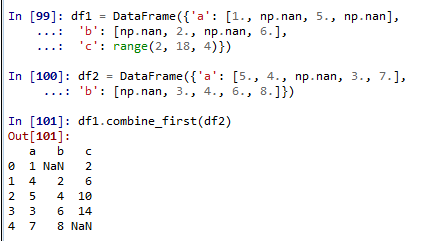 In [99]: df1 = DataFrame({'a': [1., np.nan, 5., np.nan],
    ...: 'b': [np.nan, 2., np.nan, 6.],
    ...: 'c': range(2, 18, 4)})
In [100]: df2 = DataFrame({'a': [5., 4., np.nan, 3., 7.],
     ...: 'b': [np.nan, 3., 4., 6., 8.]})
In [101]: df1.combine_first(df2)
Out[101]:
   a   b   c
0  1 NaN   2
1  4   2   6
2  5   4  10
3  3   6  14
4  7   8 NaN